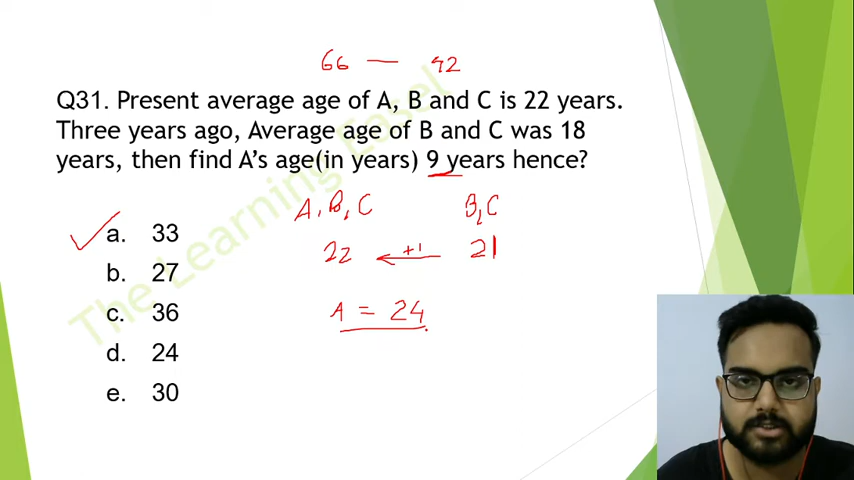 66 — 42
Q31. Present average age of A, B and C is 22 years.
Three years ago, Average age of B and C was 18
years, then find A's age(in years) 9 years hence?
A, B, C B, C
a. 33
22 +1 21
b. 27
c. 36
A = 24
d. 24
e. 30
The Learning Easel